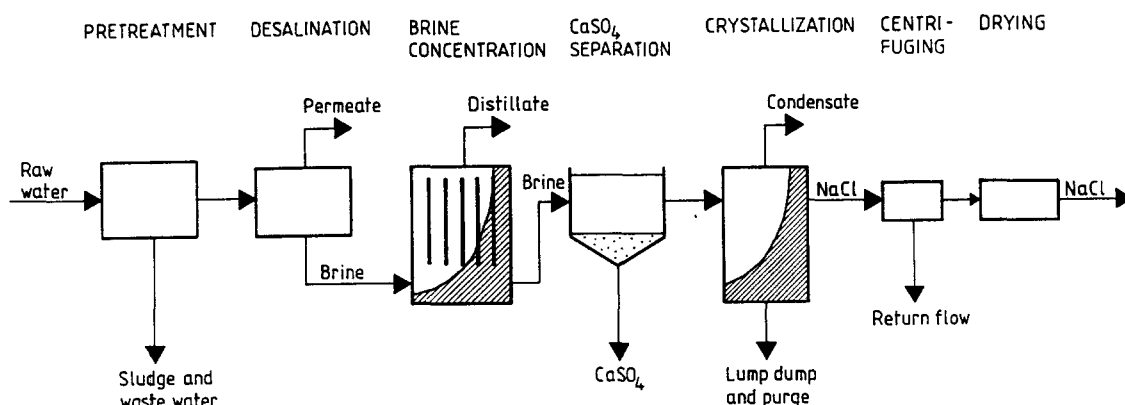 PRETREATMENT DESALINATION BRINE CaSO₄ CRYSTALLIZATION CENTRI- DRYING
CONCENTRATION SEPARATION FUGING
Permeate Distillate Condensate
Raw
water
Brine NaCl NaCl
Brine
Return flow
Sludge and
waste water
CaSO₄
Lump dump
and purge